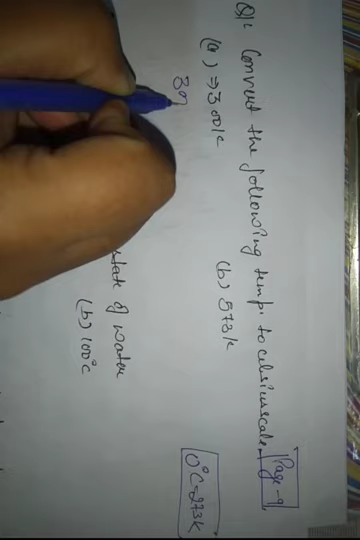 Q1: Convert the following temp: to celsius scale. Page-9
(a) ⇒ 300K (b) 573K
30
0°C = 273K
state of water
(b) 100°C